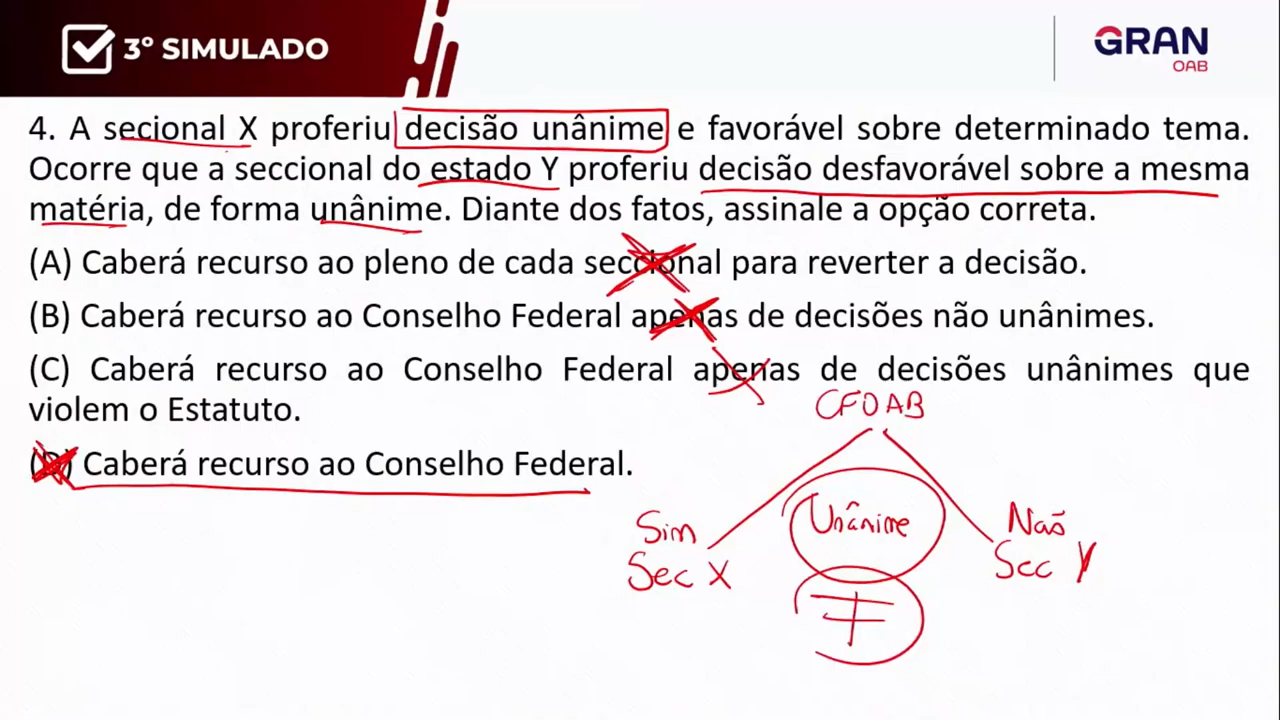 3º SIMULADO
GRAN
OAB
4. A secional X proferiu decisão unânime e favorável sobre determinado tema.
Ocorre que a seccional do estado Y proferiu decisão desfavorável sobre a mesma
matéria, de forma unânime. Diante dos fatos, assinale a opção correta.
(A) Caberá recurso ao pleno de cada seccional para reverter a decisão.
(B) Caberá recurso ao Conselho Federal apenas de decisões não unânimes.
(C) Caberá recurso ao Conselho Federal apenas de decisões unânimes que
violem o Estatuto.
(D) Caberá recurso ao Conselho Federal.
CFOAB
Sim
Sec X
Unânime
≠
Não
Sec Y